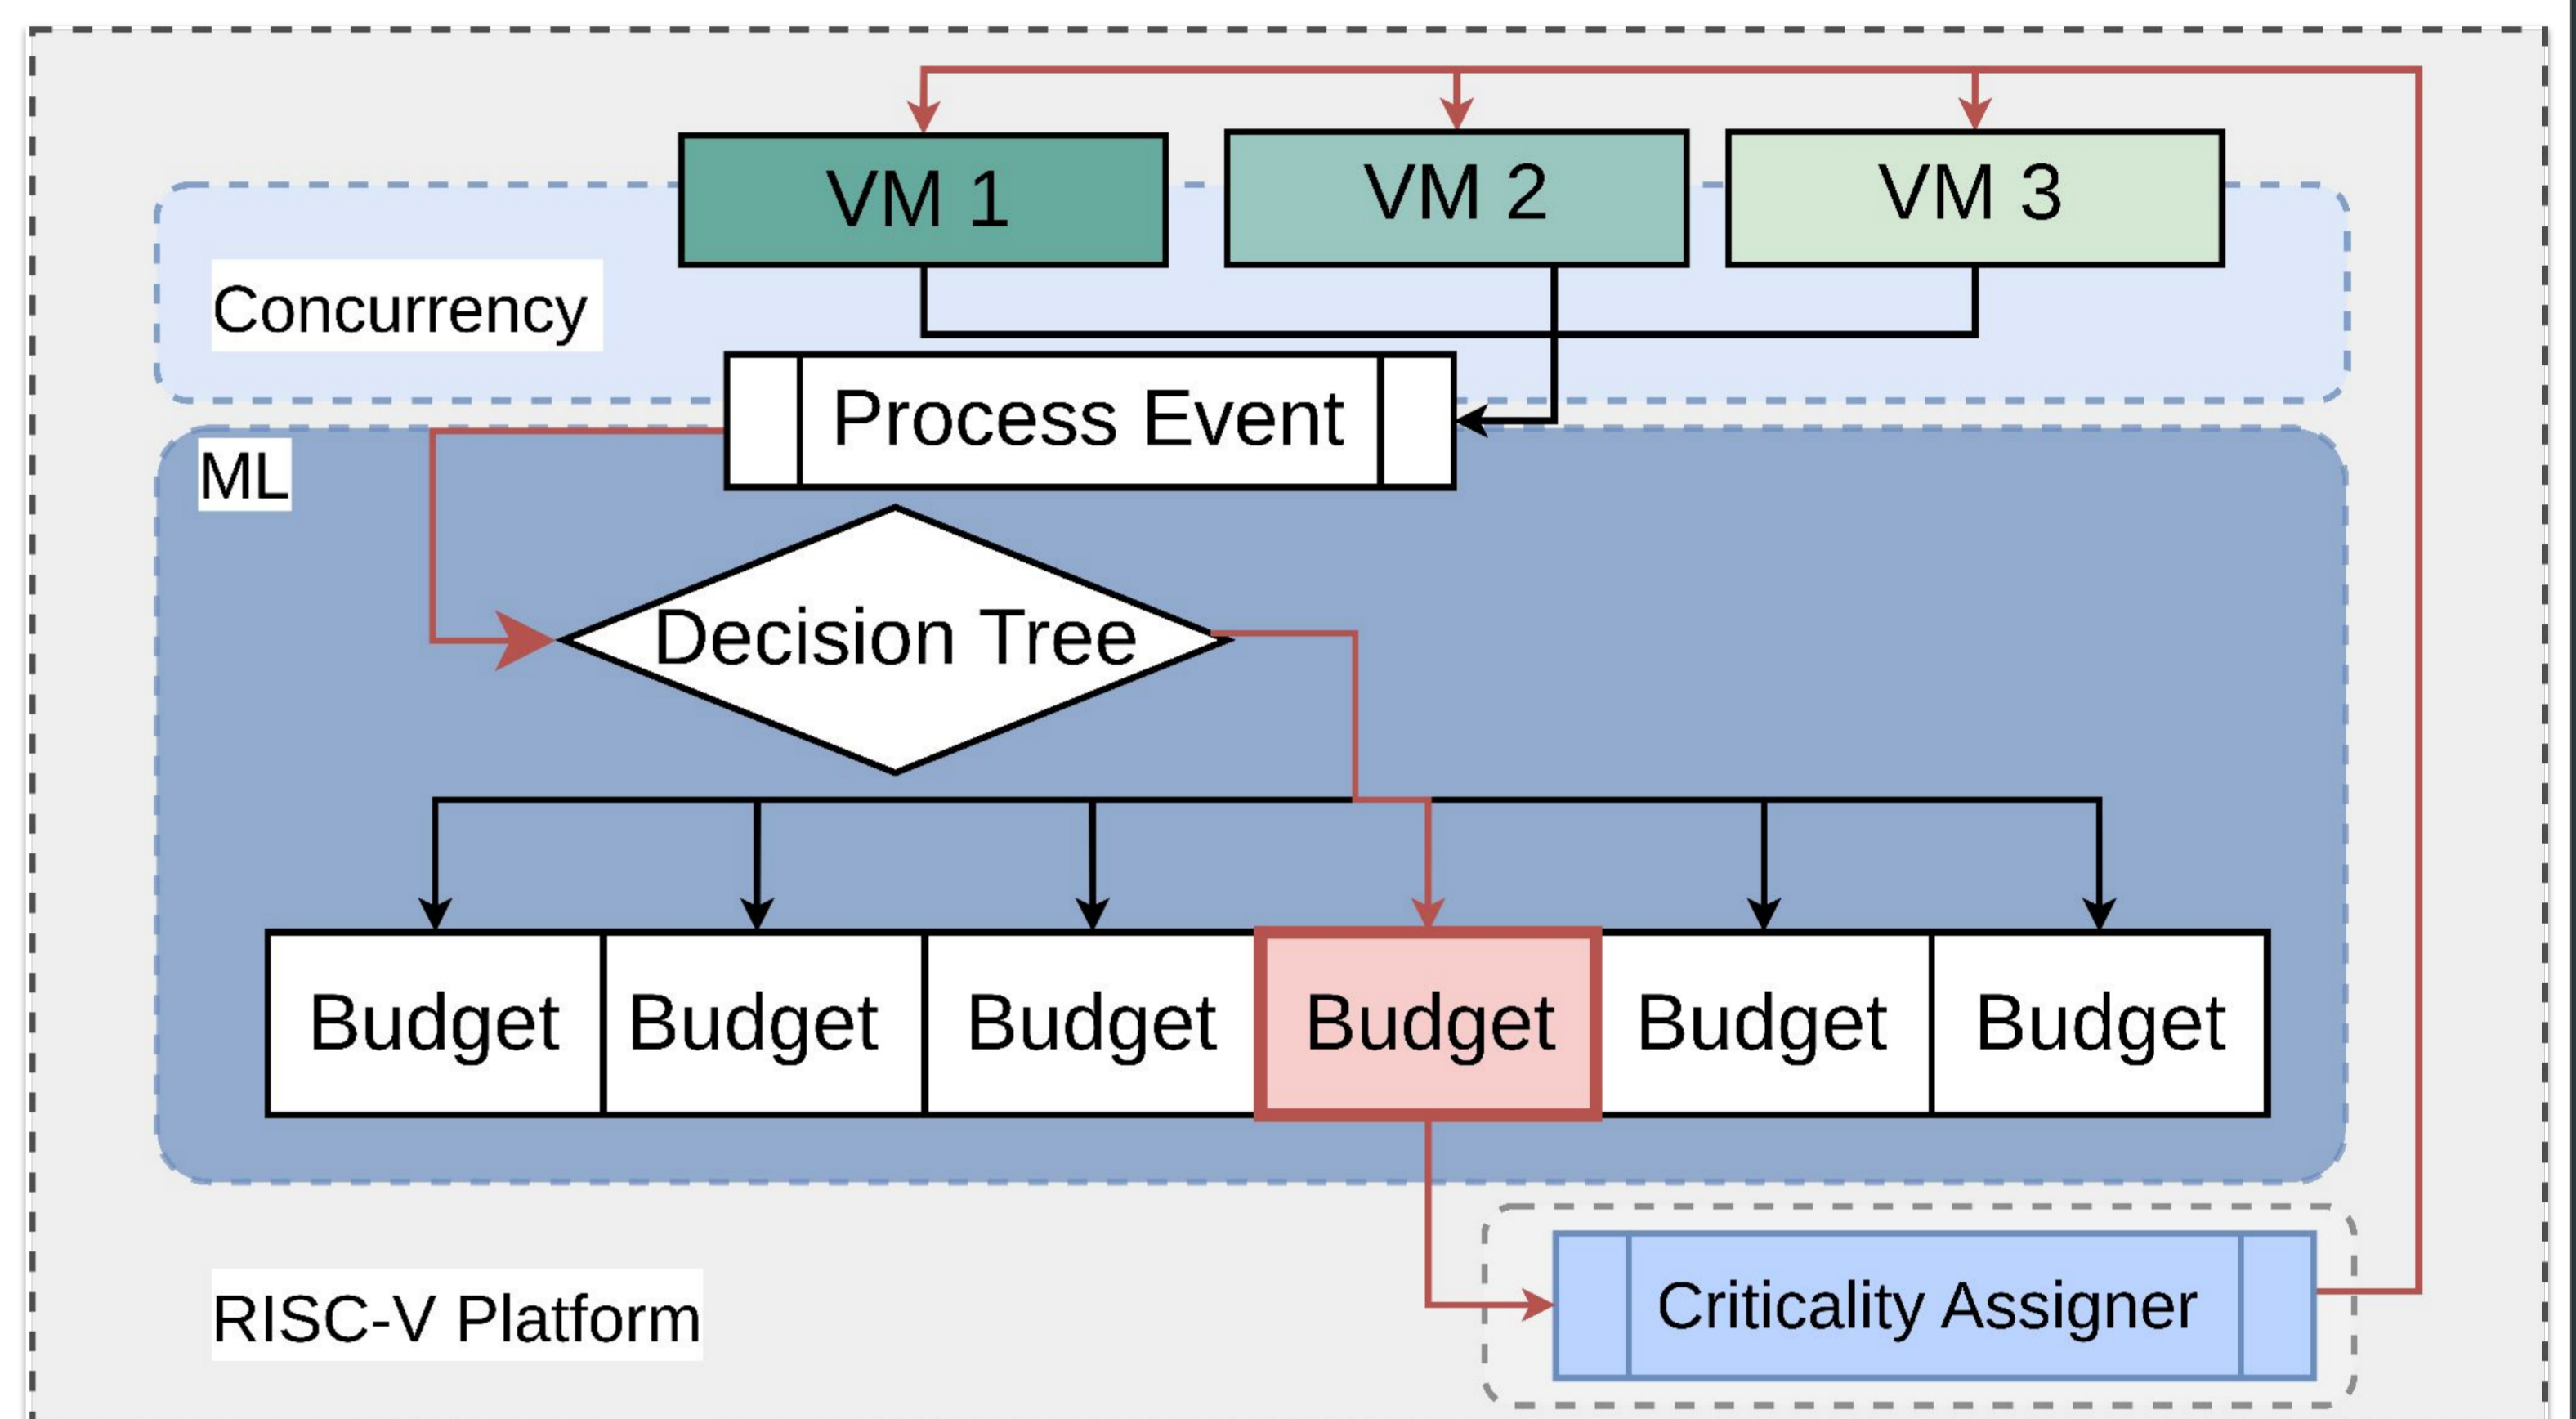 VM 1
VM 2
VM 3
Concurrency
Process Event
ML
Decision Tree
Budget
Budget
Budget
Budget
Budget
Budget
Criticality Assigner
RISC-V Platform